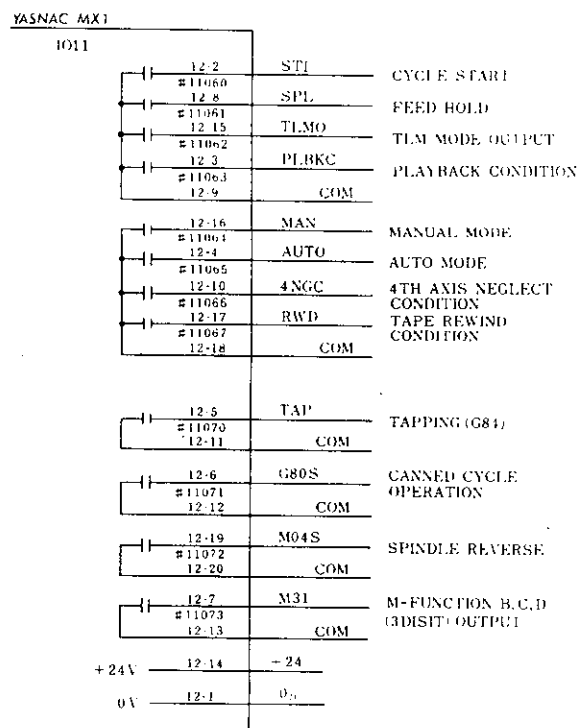 YASNAC MX1
IO11
12-2 STL CYCLE START
#11060
12-8 SPL FEED HOLD
#11061
12-15 TLMO TLM MODE OUTPUT
#11062
12-3 PLBKC PLAYBACK CONDITION
#11063
12-9 COM
12-16 MAN MANUAL MODE
#11064
12-4 AUTO AUTO MODE
#11065
12-10 4NGC 4TH AXIS NEGLECT
#11066 CONDITION
12-17 RWD TAPE REWIND
#11067 CONDITION
12-18 COM
12-5 TAP TAPPING (G84)
#11070
12-11 COM
12-6 G80S CANNED CYCLE
#11071 OPERATION
12-12 COM
12-19 M04S SPINDLE REVERSE
#11072
12-20 COM
12-7 M31 M-FUNCTION B.C.D
#11073 (3DISIT) OUTPUT
12-13 COM
+24V 12-14 +24
0V 12-1